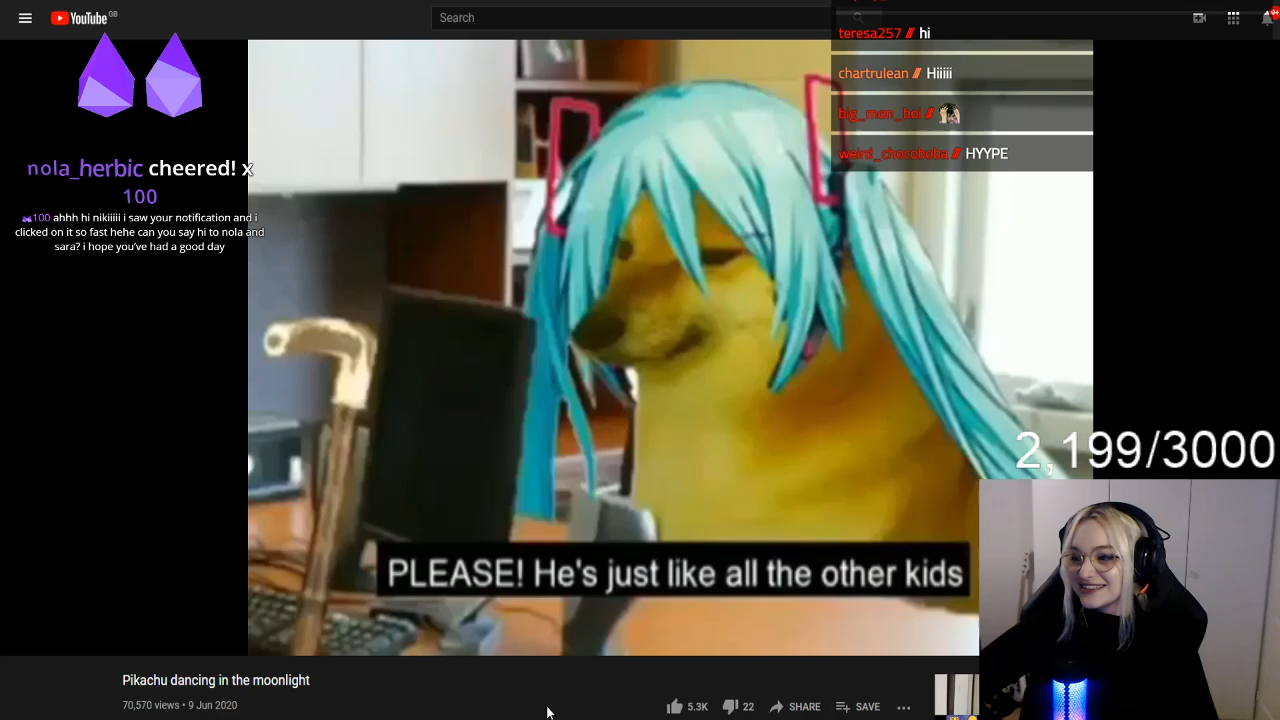 YouTube GB
Search
9+
teresa257 // hi
chartrulean // Hiiiii
big_man_boi //
weird_chocoboba // HYYPE
nola_herbic cheered! x
100
100 ahhh hi nikiiiii i saw your notification and i
clicked on it so fast hehe can you say hi to nola and
sara? i hope you've had a good day
2,199/3000
PLEASE! He's just like all the other kids
Pikachu dancing in the moonlight
70,570 views • 9 Jun 2020
5.3K
22
SHARE
SAVE